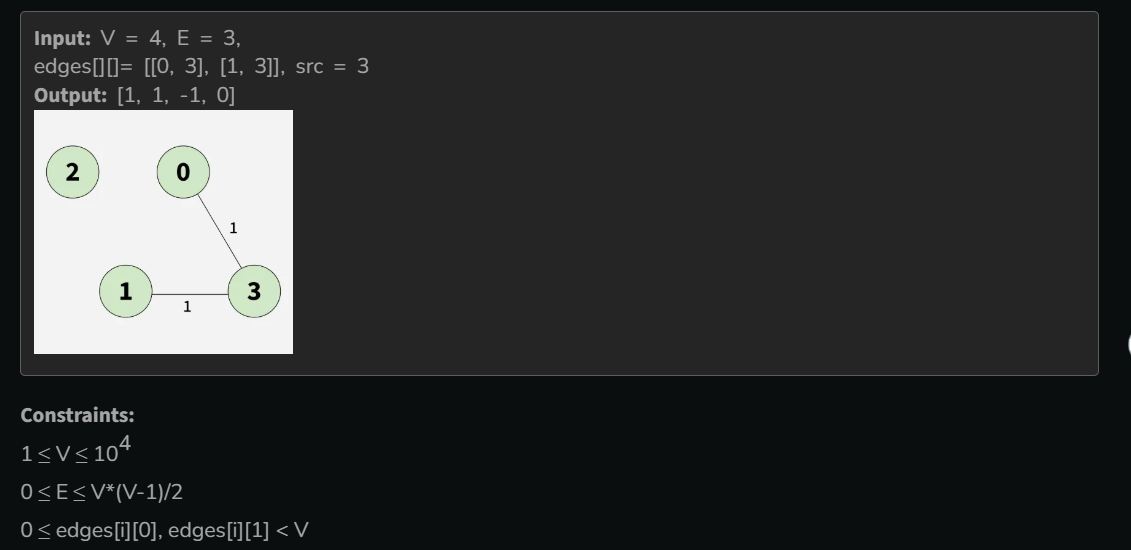 Input: V = 4, E = 3,
edges[][]= [[0, 3], [1, 3]], src = 3
Output: [1, 1, -1, 0]
2 0
1
1 3
1
Constraints:
1 ≤ V ≤ 10^4
0 ≤ E ≤ V*(V-1)/2
0 ≤ edges[i][0], edges[i][1] < V